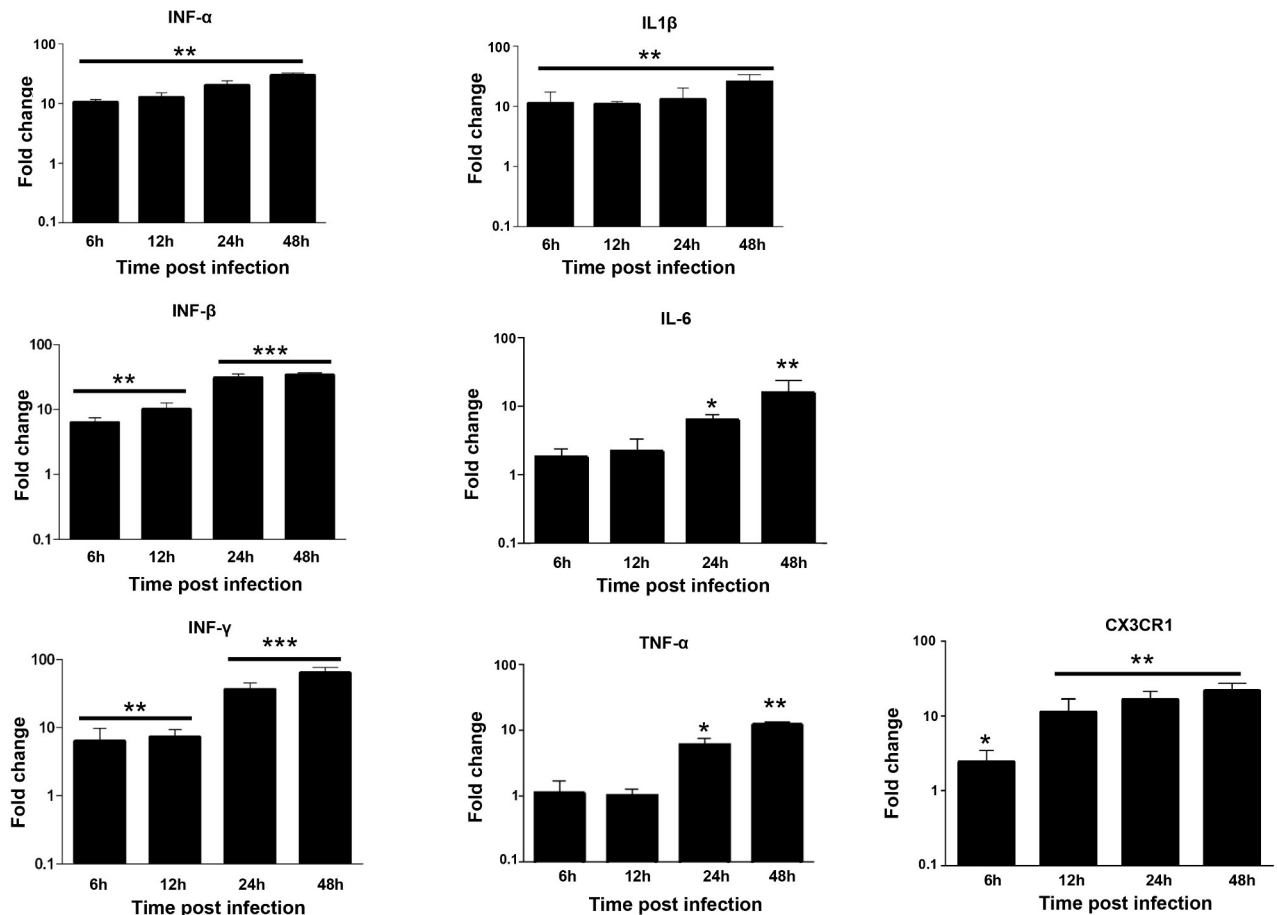 INF-α
**
100
10
1
0.1
Fold change
6h 12h 24h 48h
Time post infection
IL1β
**
100
10
1
0.1
Fold change
6h 12h 24h 48h
Time post infection
INF-β
***
**
100
10
1
0.1
Fold change
6h 12h 24h 48h
Time post infection
IL-6
**
*
100
10
1
0.1
Fold change
6h 12h 24h 48h
Time post infection
INF-γ
***
**
100
10
1
0.1
Fold change
6h 12h 24h 48h
Time post infection
TNF-α
* **
100
10
1
0.1
Fold change
6h 12h 24h 48h
Time post infection
CX3CR1
**
*
100
10
1
0.1
Fold change
6h 12h 24h 48h
Time post infection